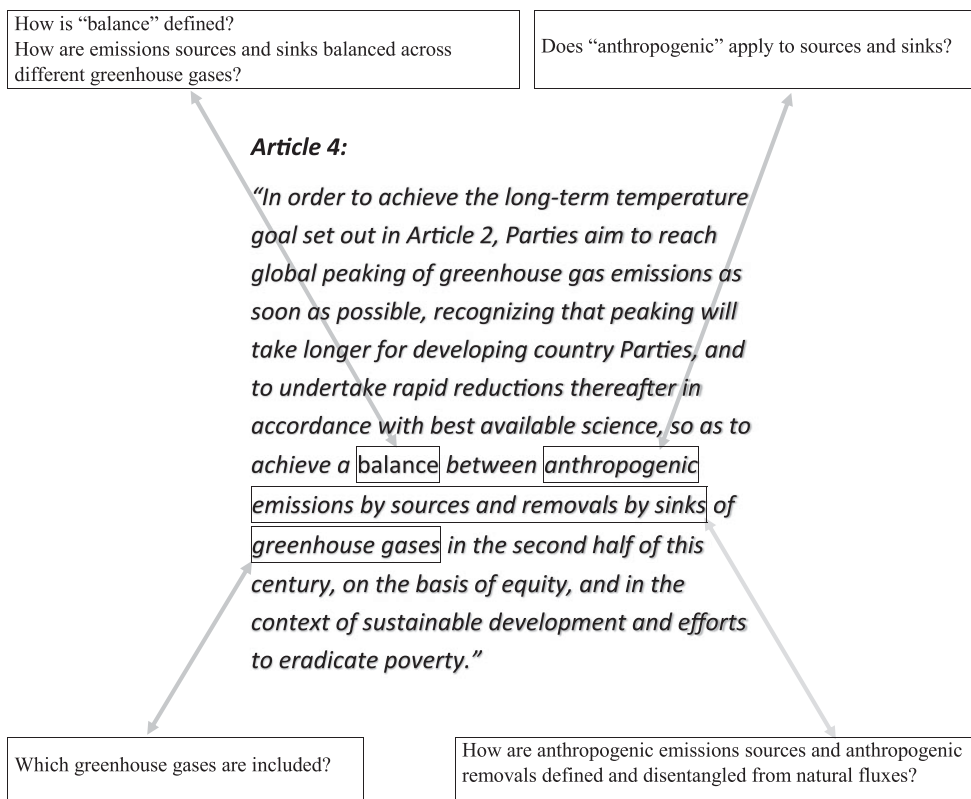 How is “balance” defined?
How are emissions sources and sinks balanced across
different greenhouse gases?
Does “anthropogenic” apply to sources and sinks?
Article 4:
“In order to achieve the long-term temperature
goal set out in Article 2, Parties aim to reach
global peaking of greenhouse gas emissions as
soon as possible, recognizing that peaking will
take longer for developing country Parties, and
to undertake rapid reductions thereafter in
accordance with best available science, so as to
achieve a balance between anthropogenic
emissions by sources and removals by sinks of
greenhouse gases in the second half of this
century, on the basis of equity, and in the
context of sustainable development and efforts
to eradicate poverty.”
Which greenhouse gases are included?
How are anthropogenic emissions sources and anthropogenic
removals defined and disentangled from natural fluxes?